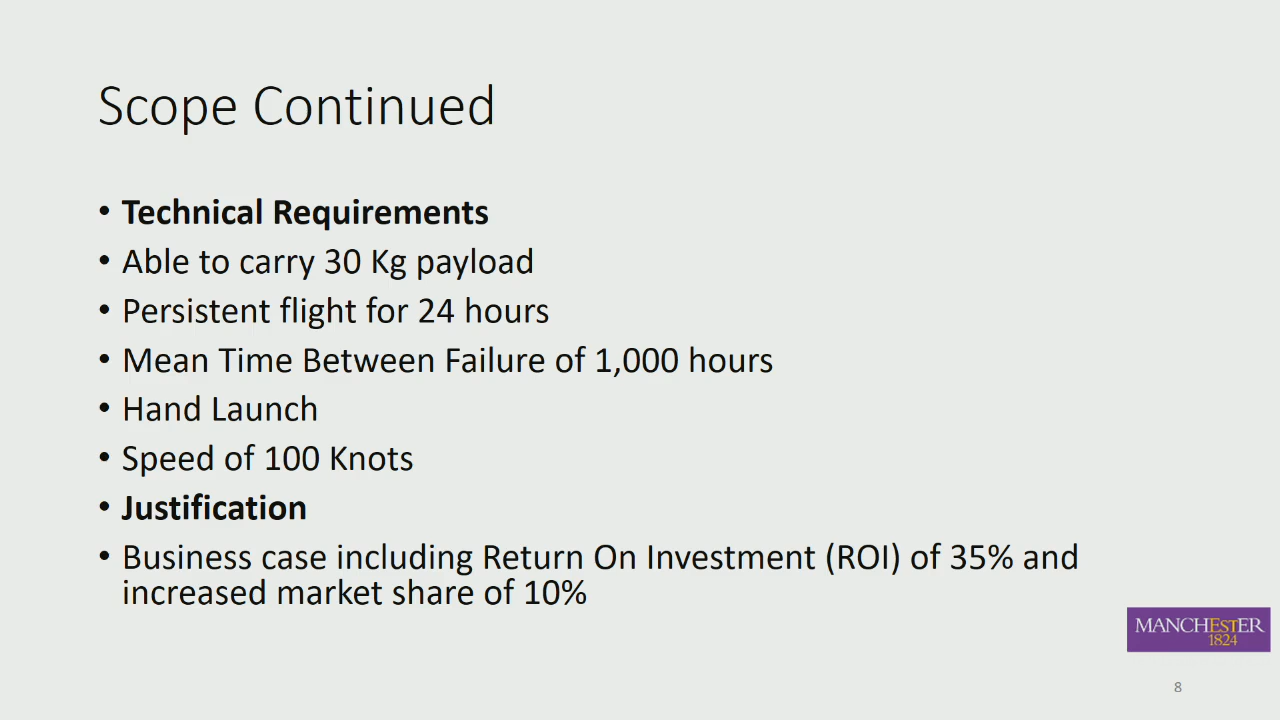 Scope Continued
• Technical Requirements
• Able to carry 30 Kg payload
• Persistent flight for 24 hours
• Mean Time Between Failure of 1,000 hours
• Hand Launch
• Speed of 100 Knots
• Justification
• Business case including Return On Investment (ROI) of 35% and
increased market share of 10%
MANCHESTER
1824
8